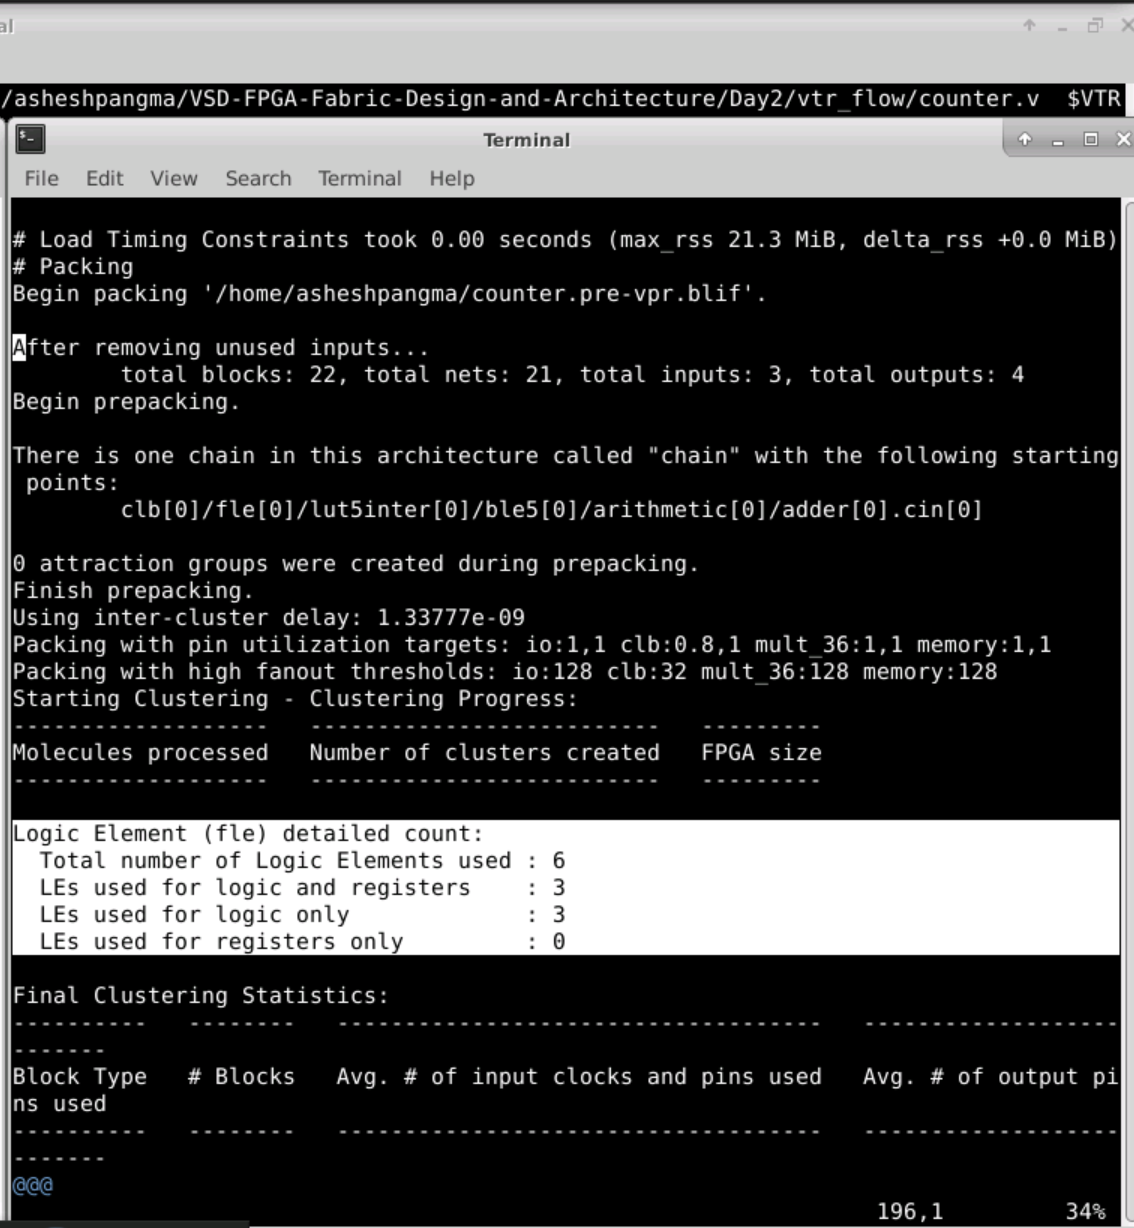 al
/asheshpangma/VSD-FPGA-Fabric-Design-and-Architecture/Day2/vtr_flow/counter.v  $VTR
Terminal
File Edit View Search Terminal Help
# Load Timing Constraints took 0.00 seconds (max_rss 21.3 MiB, delta_rss +0.0 MiB)
# Packing
Begin packing '/home/asheshpangma/counter.pre-vpr.blif'.
After removing unused inputs...
        total blocks: 22, total nets: 21, total inputs: 3, total outputs: 4
Begin prepacking.
There is one chain in this architecture called "chain" with the following starting
 points:
        clb[0]/fle[0]/lut5inter[0]/ble5[0]/arithmetic[0]/adder[0].cin[0]
0 attraction groups were created during prepacking.
Finish prepacking.
Using inter-cluster delay: 1.33777e-09
Packing with pin utilization targets: io:1,1 clb:0.8,1 mult_36:1,1 memory:1,1
Packing with high fanout thresholds: io:128 clb:32 mult_36:128 memory:128
Starting Clustering - Clustering Progress:
-------------------   --------------------------   ---------
Molecules processed   Number of clusters created   FPGA size
-------------------   --------------------------   ---------
Logic Element (fle) detailed count:
  Total number of Logic Elements used : 6
  LEs used for logic and registers    : 3
  LEs used for logic only             : 3
  LEs used for registers only         : 0
Final Clustering Statistics:
----------   --------   ------------------------------------   -------------------
-------
Block Type   # Blocks   Avg. # of input clocks and pins used   Avg. # of output pi
ns used
----------   --------   ------------------------------------   -------------------
-------
@@@
196,1         34%